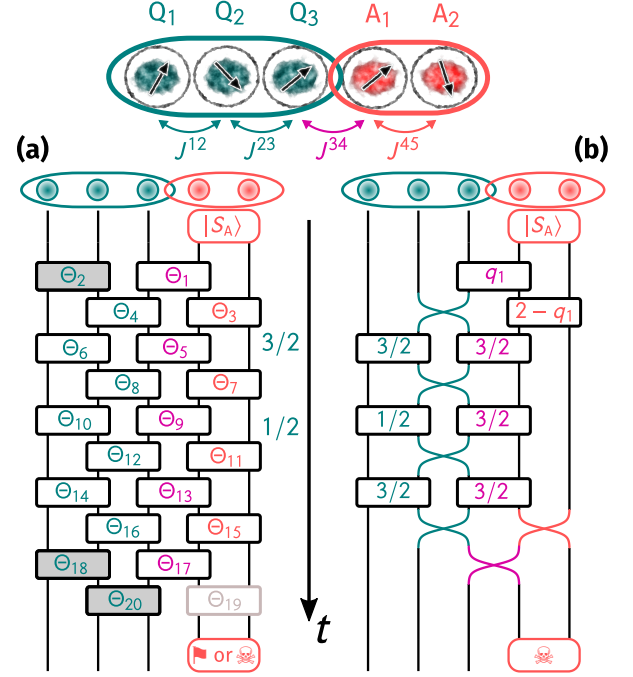 Q₁ Q₂ Q₃ A₁ A₂
J¹² J²³ J³⁴ J⁴⁵
(a) (b)
|S_A⟩ |S_A⟩
Θ₂ Θ₁ q₁
Θ₄ Θ₃ 2 − q₁
Θ₆ Θ₅ 3/2 3/2 3/2
Θ₈ Θ₇
Θ₁₀ Θ₉ 1/2 1/2 3/2
Θ₁₂ Θ₁₁
Θ₁₄ Θ₁₃ 3/2 3/2
Θ₁₆ Θ₁₅
Θ₁₈ Θ₁₇
Θ₂₀ Θ₁₉
t
⚑ or ☠ ☠